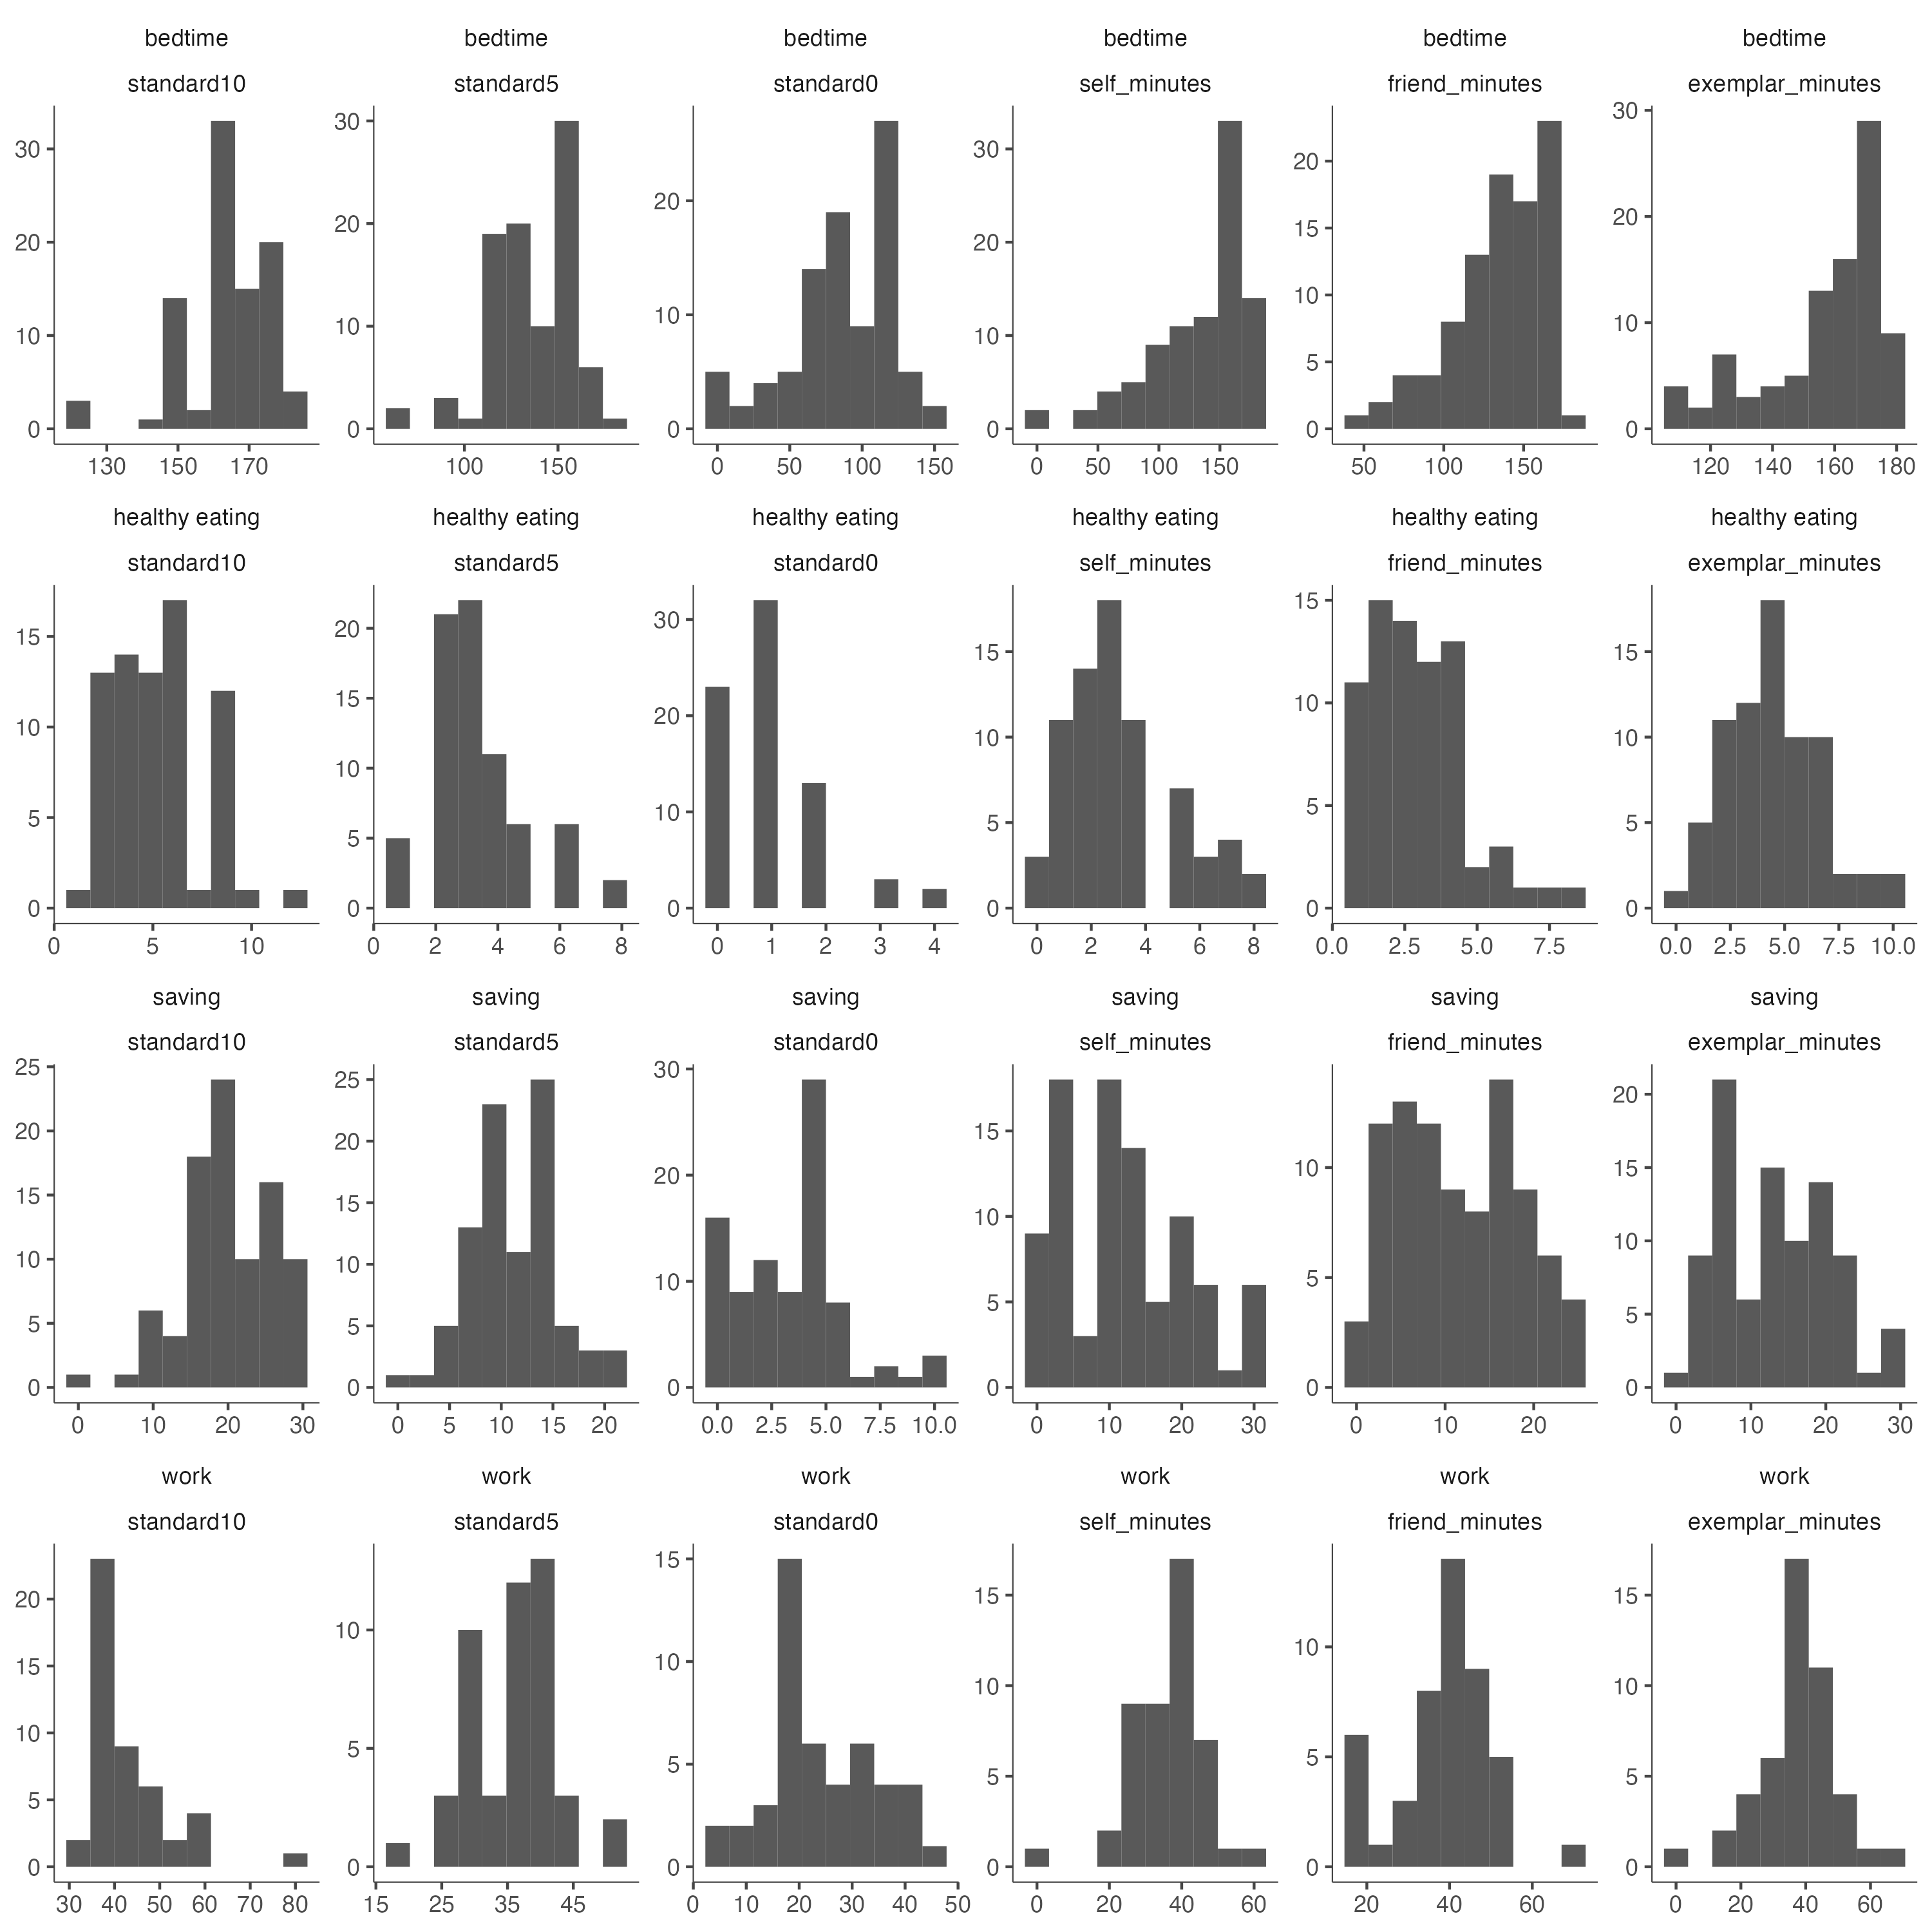 bedtime bedtime bedtime bedtime bedtime bedtime
standard10 standard5 standard0 self_minutes friend_minutes exemplar_minutes
30 20 10 0
130 150 170
30 20 10 0
100 150
20 10 0
0 50 100 150
30 20 10 0
0 50 100 150
20 15 10 5 0
50 100 150
30 20 10 0
120 140 160 180
healthy eating healthy eating healthy eating healthy eating healthy eating healthy eating
standard10 standard5 standard0 self_minutes friend_minutes exemplar_minutes
15 10 5 0
0 5 10
20 15 10 5 0
0 2 4 6 8
30 20 10 0
0 1 2 3 4
15 10 5 0
0 2 4 6 8
15 10 5 0
0.0 2.5 5.0 7.5
15 10 5 0
0.0 2.5 5.0 7.5 10.0
saving saving saving saving saving saving
standard10 standard5 standard0 self_minutes friend_minutes exemplar_minutes
25 20 15 10 5 0
0 10 20 30
25 20 15 10 5 0
0 5 10 15 20
30 20 10 0
0.0 2.5 5.0 7.5 10.0
15 10 5 0
0 10 20 30
10 5 0
0 10 20
20 15 10 5 0
0 10 20 30
work work work work work work
standard10 standard5 standard0 self_minutes friend_minutes exemplar_minutes
20 15 10 5 0
30 40 50 60 70 80
10 5 0
15 25 35 45
15 10 5 0
0 10 20 30 40 50
15 10 5 0
0 20 40 60
10 5 0
20 40 60
15 10 5 0
0 20 40 60